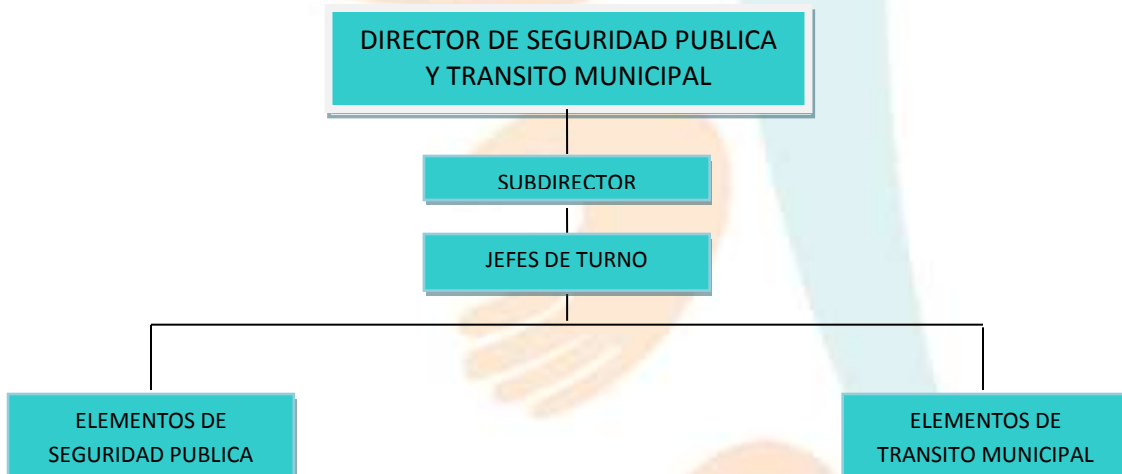 DIRECTOR DE SEGURIDAD PUBLICA
Y TRANSITO MUNICIPAL
SUBDIRECTOR
JEFES DE TURNO
ELEMENTOS DE
SEGURIDAD PUBLICA
ELEMENTOS DE
TRANSITO MUNICIPAL